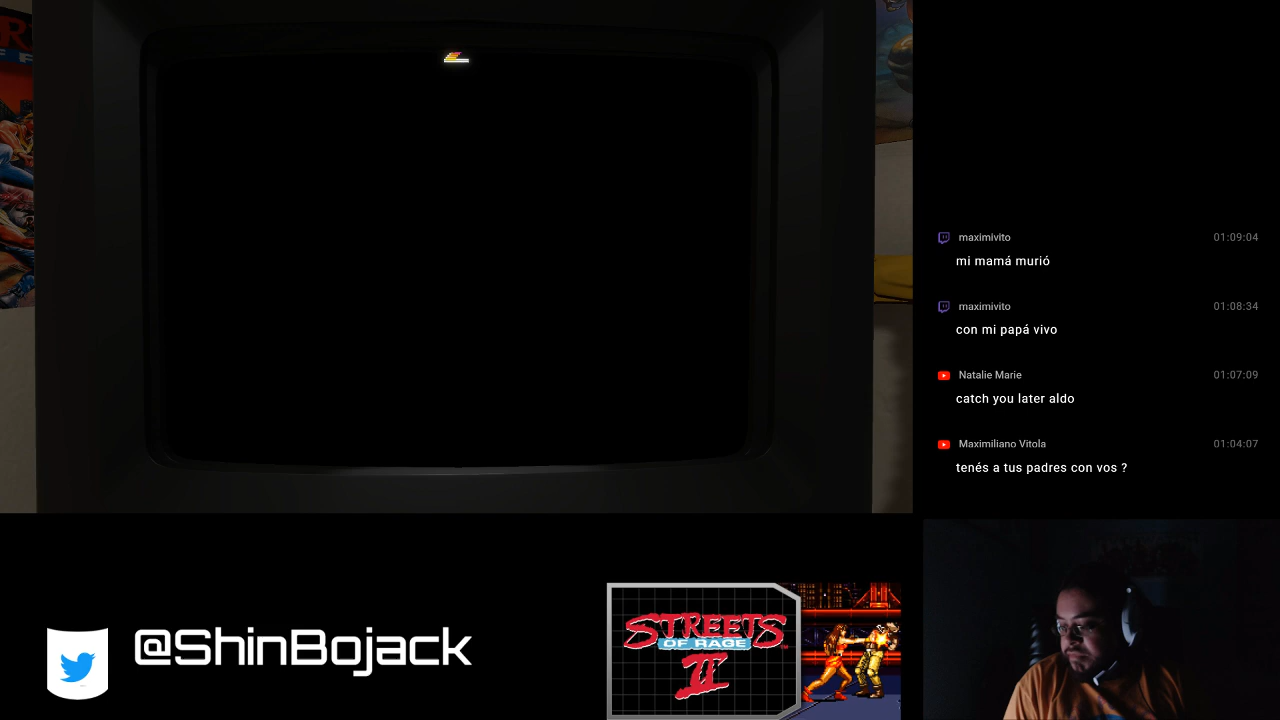 maximivito 01:09:04
mi mamá murió
maximivito 01:08:34
con mi papá vivo
Natalie Marie 01:07:09
catch you later aldo
Maximiliano Vitola 01:04:07
tenés a tus padres con vos ?
@ShinBojack
STREETS
OF RAGE
II